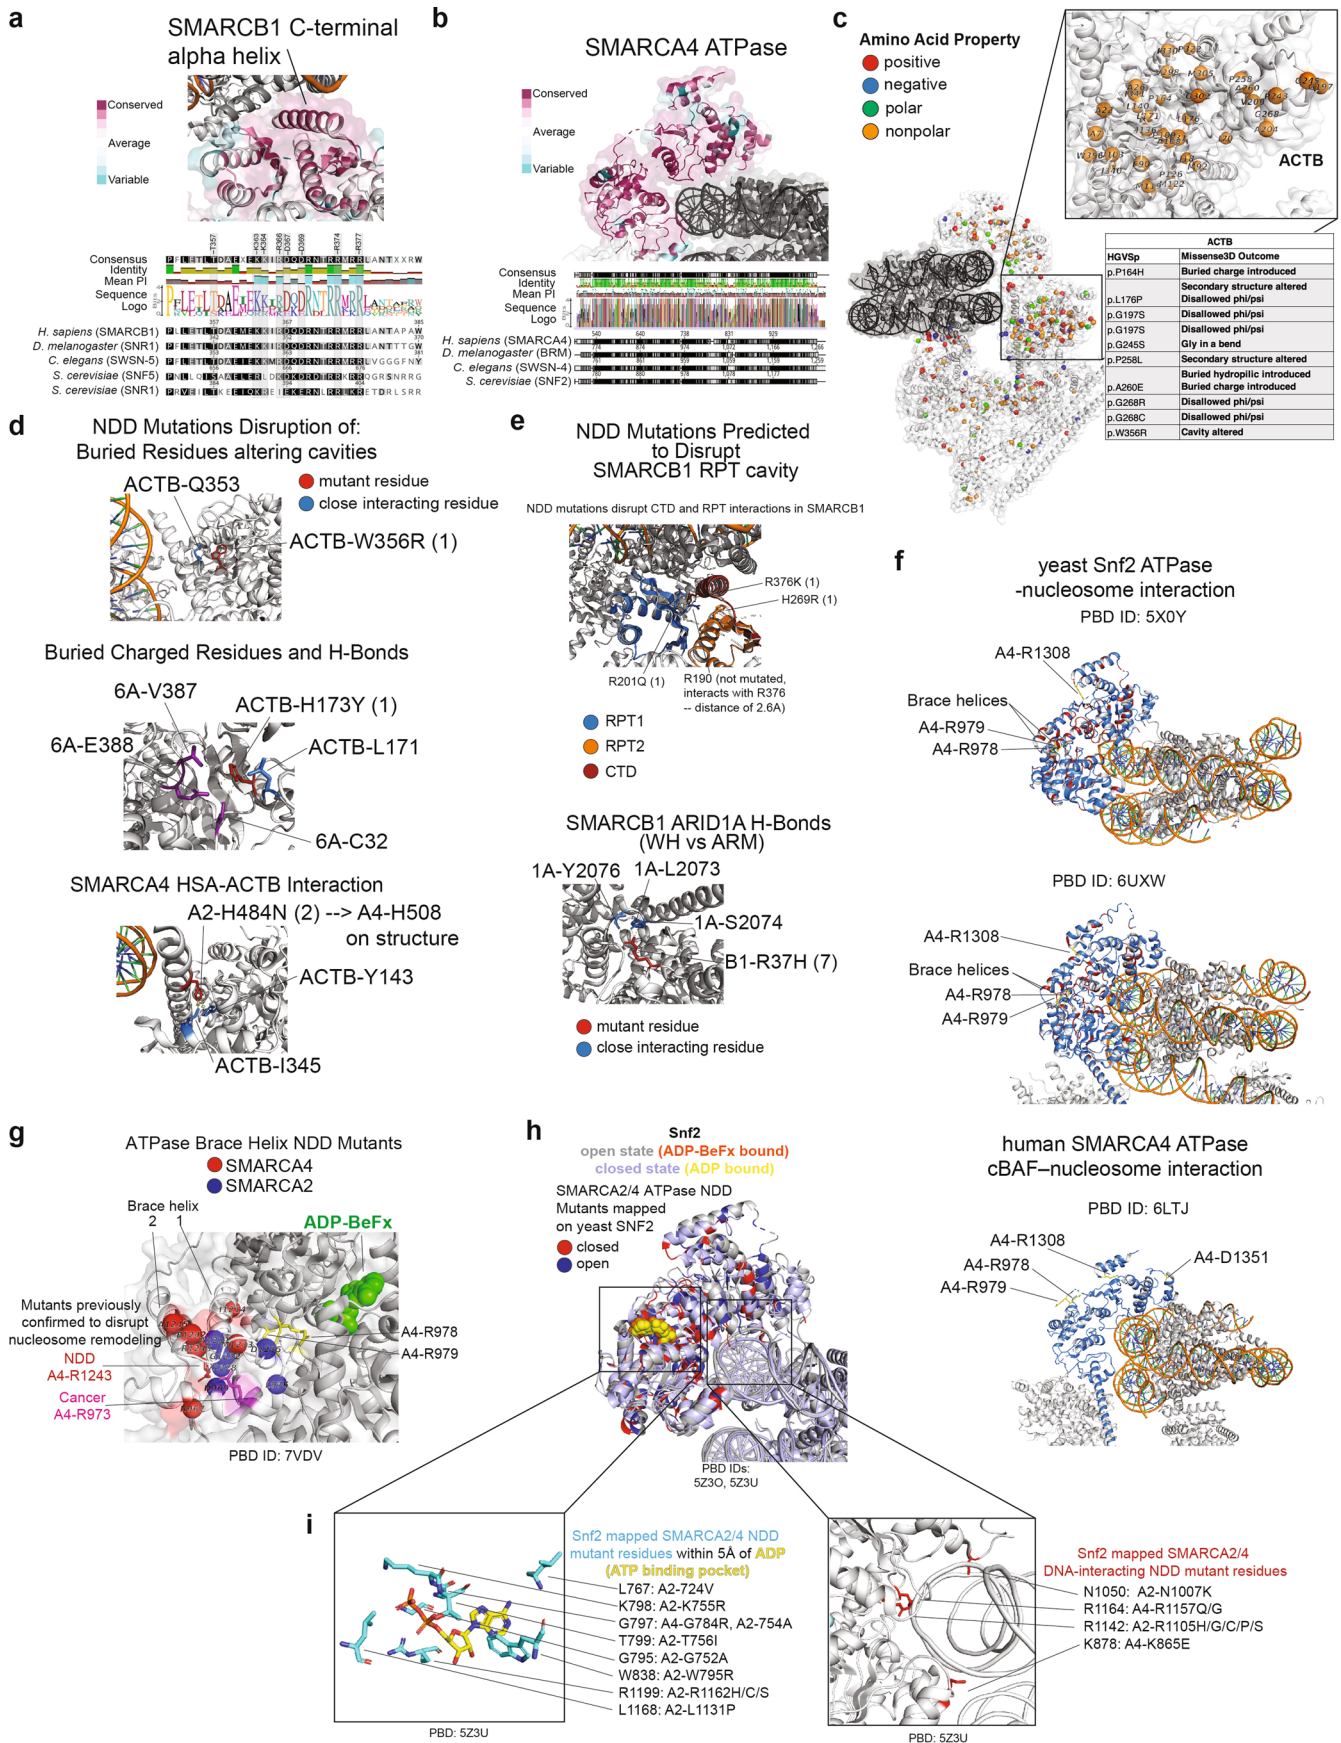 a
SMARCB1 C-terminal
alpha helix
Conserved
Average
Variable
T357
K363
K364
R366
D367
D369
R374
R377
Consensus
Identity
Mean PI
Sequence
Logo
H. sapiens (SMARCB1)
D. melanogaster (SNR1)
C. elegans (SWSN-5)
S. cerevisiae (SNF5)
S. cerevisiae (SNR1)
b
SMARCA4 ATPase
Conserved
Average
Variable
Consensus
Identity
Mean PI
Sequence
Logo
540 640 738 831 929
H. sapiens (SMARCA4)
D. melanogaster (BRM)
C. elegans (SWSN-4)
S. cerevisiae (SNF2)
c
Amino Acid Property
positive
negative
polar
nonpolar
ACTB
ACTB
HGVSp Missense3D Outcome
p.P164H Buried charge introduced
Secondary structure altered
p.L176P Disallowed phi/psi
p.G197S Disallowed phi/psi
p.G197S Disallowed phi/psi
p.G245S Gly in a bend
p.P258L Secondary structure altered
Buried hydrophilic introduced
p.A260E Buried charge introduced
p.G268R Disallowed phi/psi
p.G268C Disallowed phi/psi
p.W356R Cavity altered
d
NDD Mutations Disruption of:
Buried Residues altering cavities
ACTB-Q353
mutant residue
close interacting residue
ACTB-W356R (1)
Buried Charged Residues and H-Bonds
6A-V387
ACTB-H173Y (1)
6A-E388
ACTB-L171
6A-C32
SMARCA4 HSA-ACTB Interaction
A2-H484N (2) --> A4-H508
on structure
ACTB-Y143
ACTB-I345
e
NDD Mutations Predicted
to Disrupt
SMARCB1 RPT cavity
NDD mutations disrupt CTD and RPT interactions in SMARCB1
R376K (1)
H269R (1)
R201Q (1)
R190 (not mutated,
interacts with R376
-- distance of 2.6A)
RPT1
RPT2
CTD
SMARCB1 ARID1A H-Bonds
(WH vs ARM)
1A-Y2076
1A-L2073
1A-S2074
B1-R37H (7)
mutant residue
close interacting residue
f
yeast Snf2 ATPase
-nucleosome interaction
PBD ID: 5X0Y
A4-R1308
Brace helices
A4-R979
A4-R978
PBD ID: 6UXW
A4-R1308
Brace helices
A4-R978
A4-R979
human SMARCA4 ATPase
cBAF–nucleosome interaction
PBD ID: 6LTJ
A4-R1308
A4-R978
A4-R979
A4-D1351
g
ATPase Brace Helix NDD Mutants
SMARCA4
SMARCA2
Brace helix
2 1
ADP-BeFx
Mutants previously
confirmed to disrupt
nucleosome remodeling
NDD
A4-R1243
Cancer
A4-R973
A4-R978
A4-R979
PBD ID: 7VDV
h
Snf2
open state (ADP-BeFx bound)
closed state (ADP bound)
SMARCA2/4 ATPase NDD
Mutants mapped
on yeast SNF2
closed
open
PBD IDs:
5Z3O, 5Z3U
i
Snf2 mapped SMARCA2/4 NDD
mutant residues within 5Å of ADP
(ATP binding pocket)
L767: A2-724V
K798: A2-K755R
G797: A4-G784R, A2-754A
T799: A2-T756I
G795: A2-G752A
W838: A2-W795R
R1199: A2-R1162H/C/S
L1168: A2-L1131P
PBD: 5Z3U
Snf2 mapped SMARCA2/4
DNA-interacting NDD mutant residues
N1050: A2-N1007K
R1164: A4-R1157Q/G
R1142: A2-R1105H/G/C/P/S
K878: A4-K865E
PBD: 5Z3U